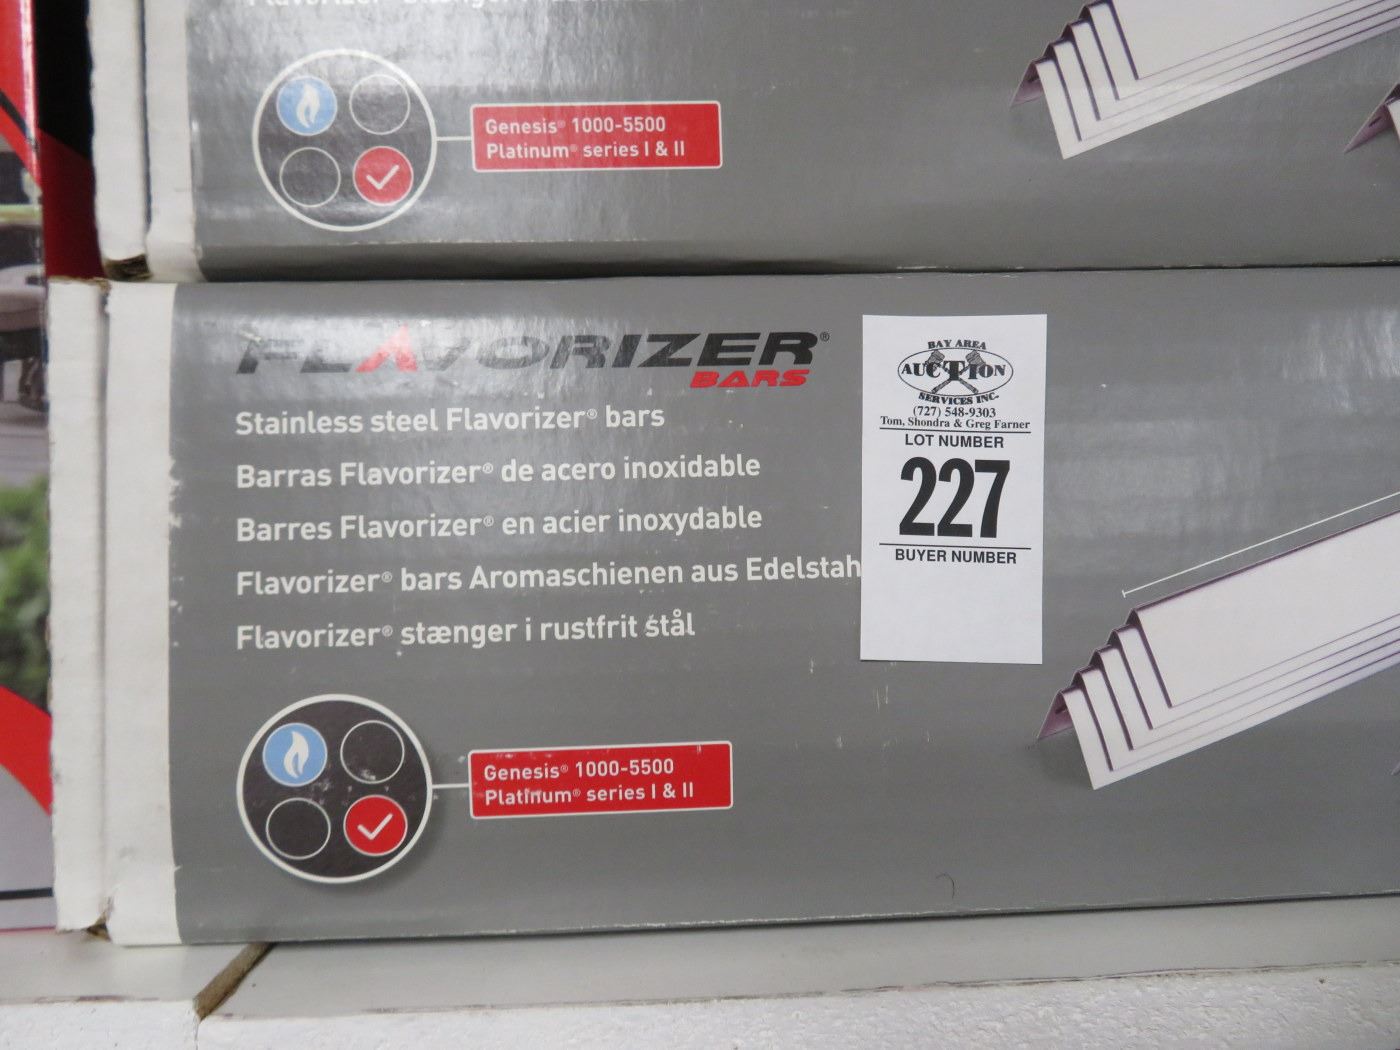 Genesis® 1000-5500
Platinum® series I & II
FLAVORIZER®
BARS
Stainless steel Flavorizer® bars
Barras Flavorizer® de acero inoxidable
Barres Flavorizer® en acier inoxydable
Flavorizer® bars Aromaschienen aus Edelstah
Flavorizer® stænger i rustfrit stål
Genesis® 1000-5500
Platinum® series I & II
BAY AREA
AUCTION
SERVICES INC.
(727) 548-9303
Tom, Shondra & Greg Farner
LOT NUMBER
227
BUYER NUMBER